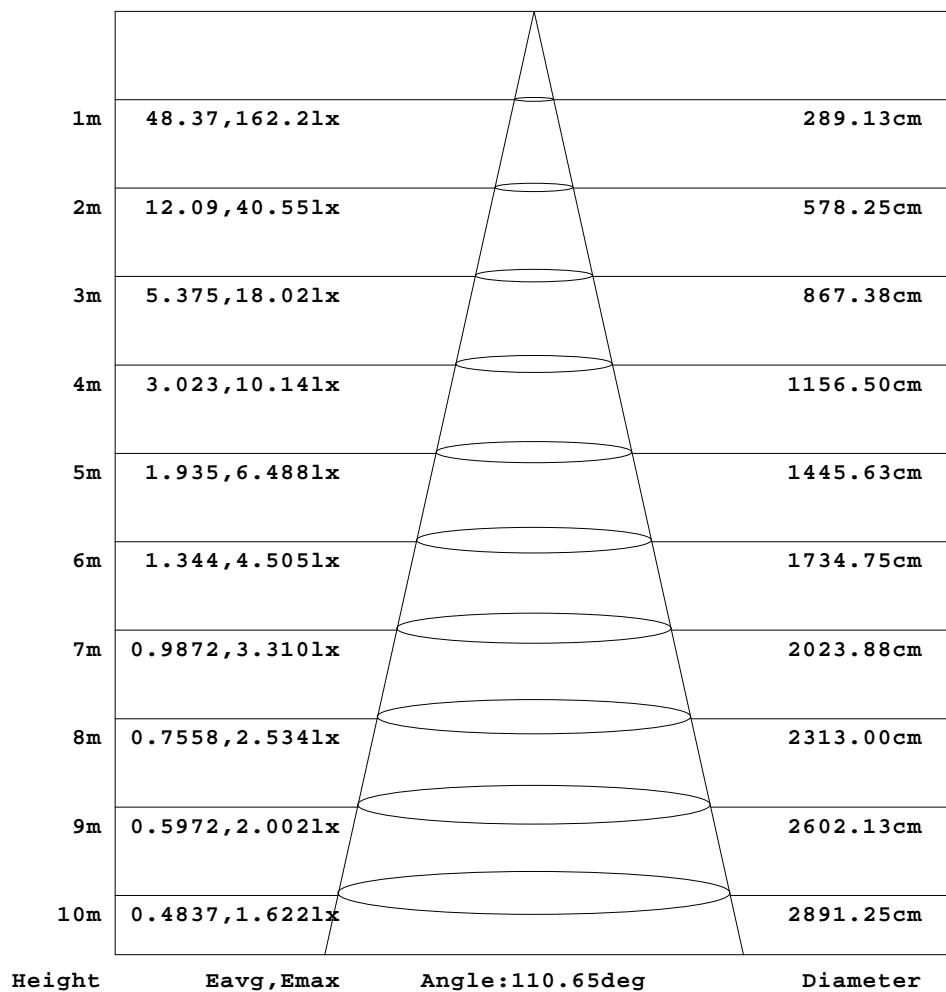 1m 48.37,162.2lx 289.13cm
2m 12.09,40.55lx 578.25cm
3m 5.375,18.02lx 867.38cm
4m 3.023,10.14lx 1156.50cm
5m 1.935,6.488lx 1445.63cm
6m 1.344,4.505lx 1734.75cm
7m 0.9872,3.310lx 2023.88cm
8m 0.7558,2.534lx 2313.00cm
9m 0.5972,2.002lx 2602.13cm
10m 0.4837,1.622lx 2891.25cm
Height Eavg,Emax Angle:110.65deg Diameter